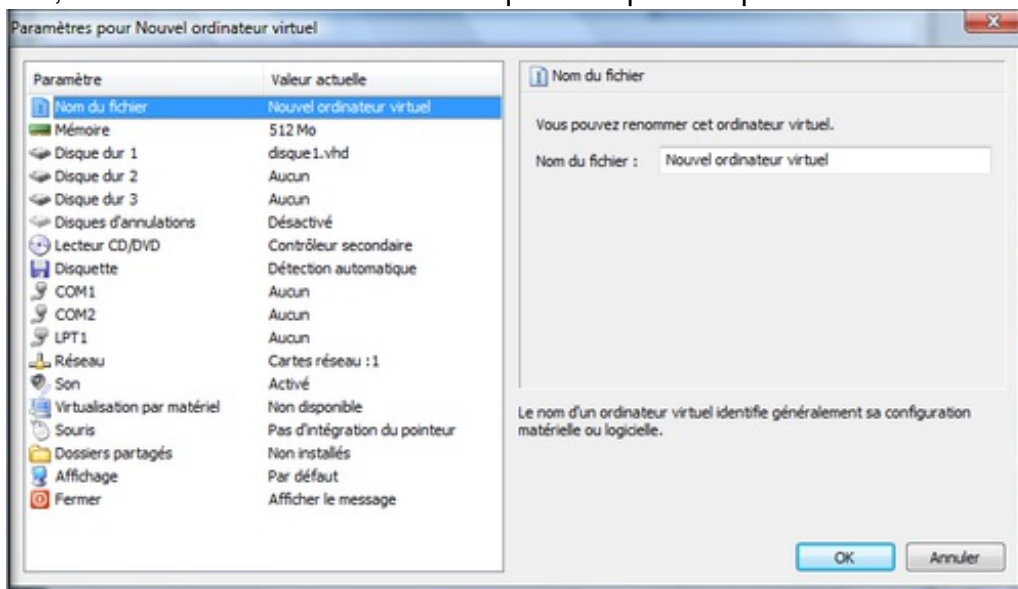 Paramètres pour Nouvel ordinateur virtuel
Paramètre Valeur actuelle
Nom du fichier Nouvel ordinateur virtuel
Mémoire 512 Mo
Disque dur 1 disque1.vhd
Disque dur 2 Aucun
Disque dur 3 Aucun
Disques d'annulations Désactivé
Lecteur CD/DVD Contrôleur secondaire
Disquette Détection automatique
COM1 Aucun
COM2 Aucun
LPT1 Aucun
Réseau Cartes réseau :1
Son Activé
Virtualisation par matériel Non disponible
Souris Pas d'intégration du pointeur
Dossiers partagés Non installés
Affichage Par défaut
Fermer Afficher le message
Nom du fichier
Vous pouvez renommer cet ordinateur virtuel.
Nom du fichier : Nouvel ordinateur virtuel
Le nom d'un ordinateur virtuel identifie généralement sa configuration
matérielle ou logicielle.
OK Annuler